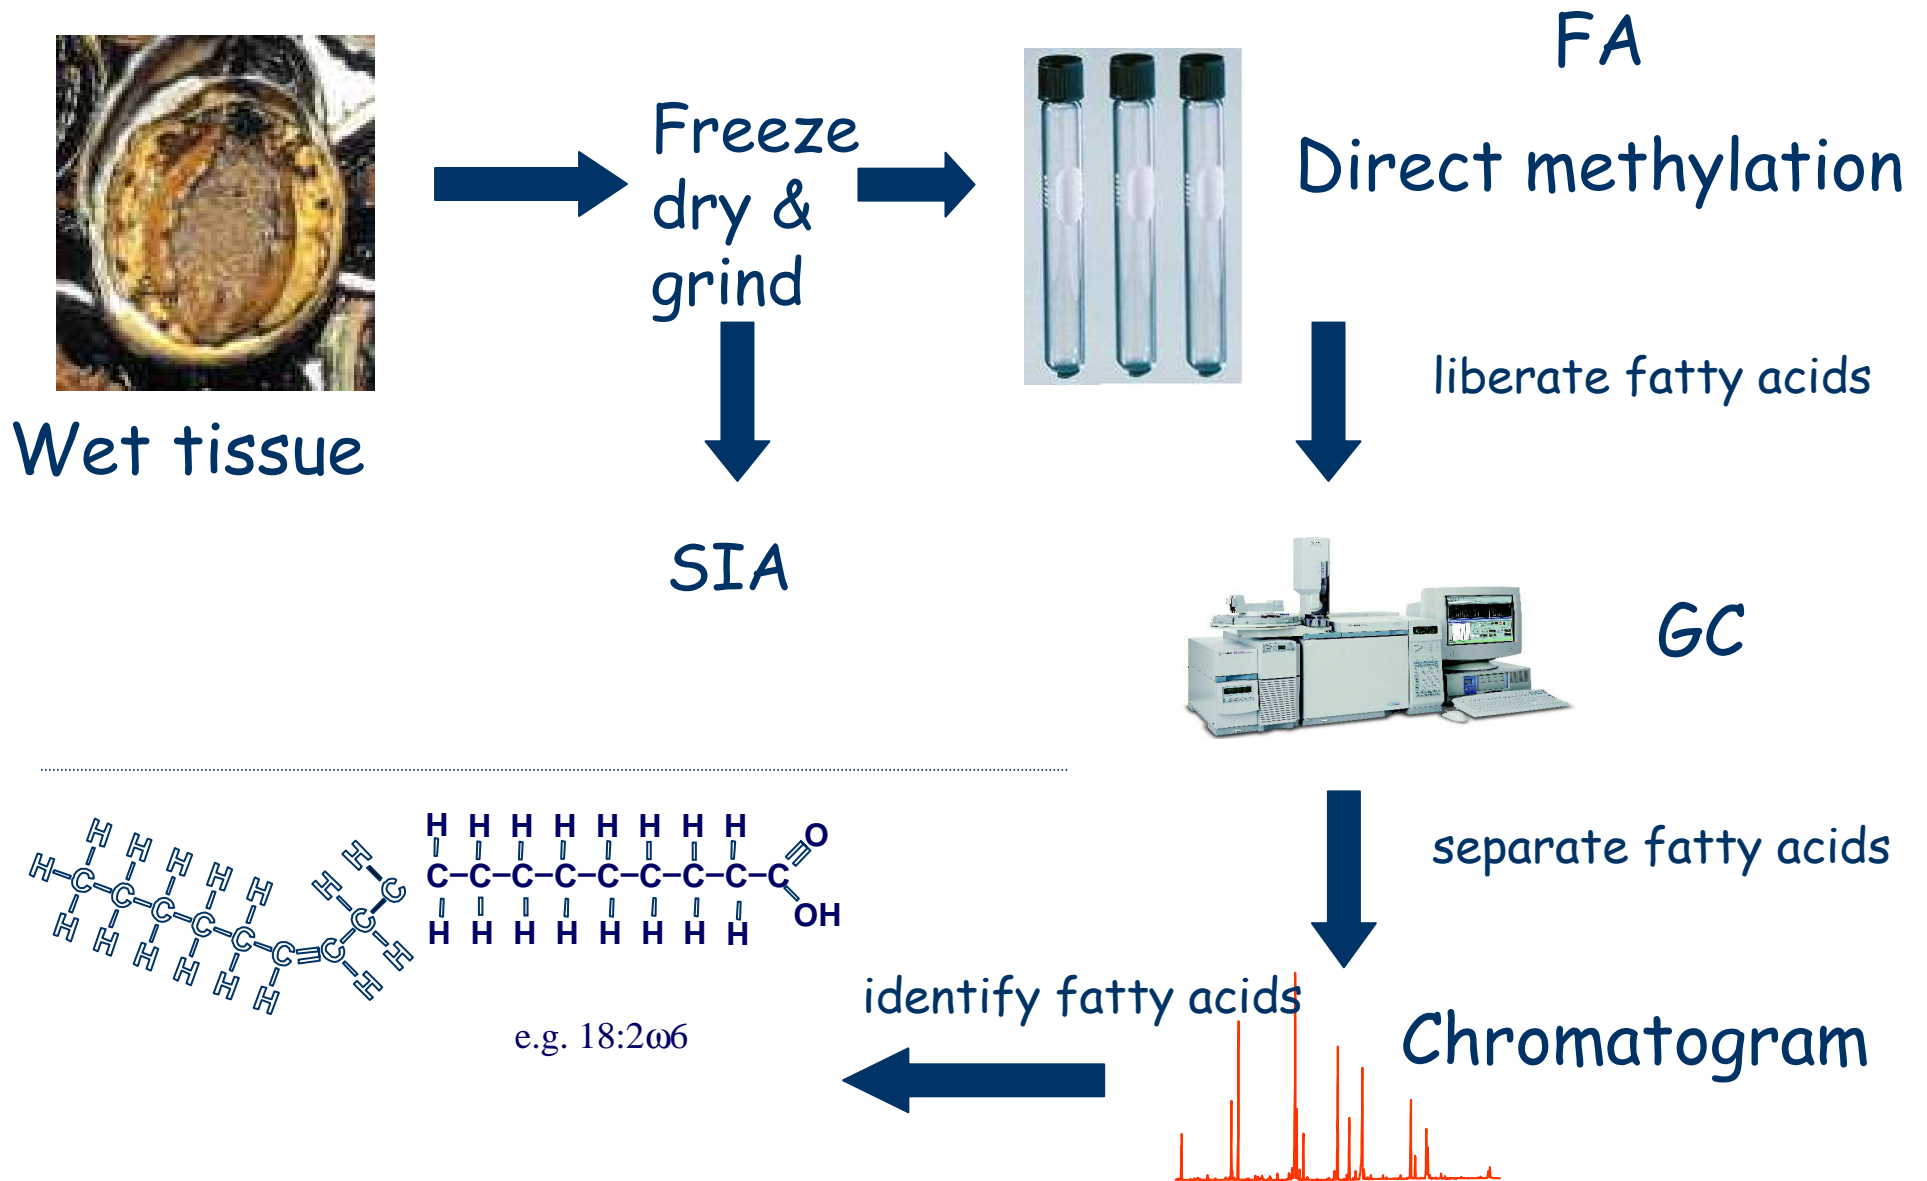 FA
Freeze
dry &
grind
Direct methylation
liberate fatty acids
Wet tissue
SIA
GC
separate fatty acids
H H H H H H H H
O
C-C-C-C-C-C-C-C-C
OH
H H H H H H H H
H H H H H H
H C C C C C C = C C C
H H H H H H H H
H
identify fatty acids
e.g. 18:2ω6
Chromatogram